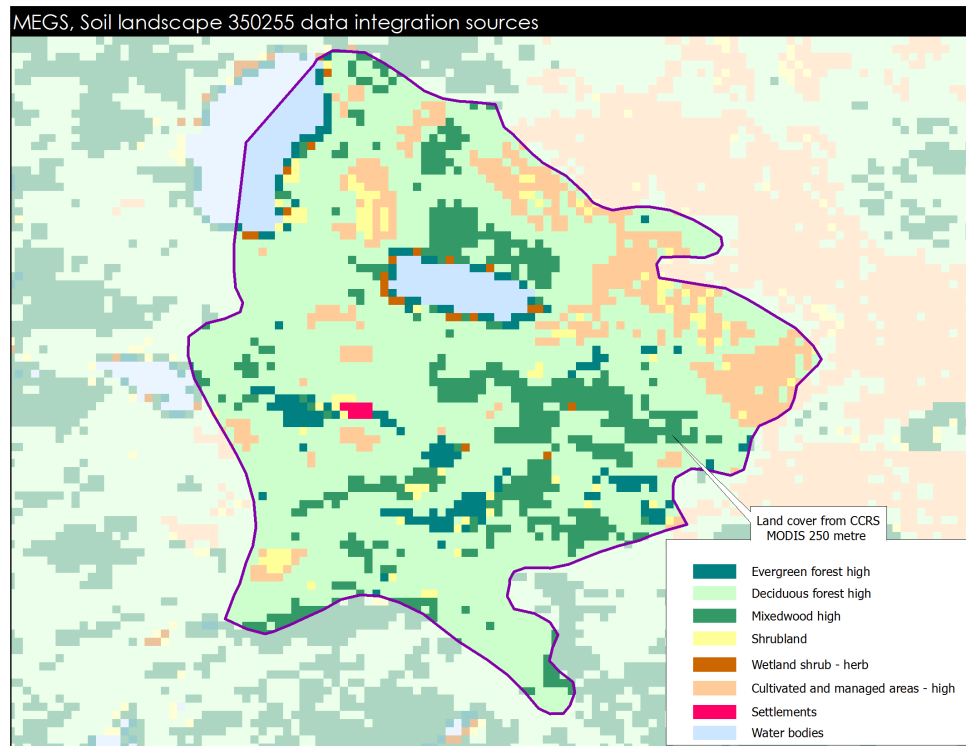 MEGS, Soil landscape 350255 data integration sources
Land cover from CCRS
MODIS 250 metre
Evergreen forest high
Deciduous forest high
Mixedwood high
Shrubland
Wetland shrub - herb
Cultivated and managed areas - high
Settlements
Water bodies